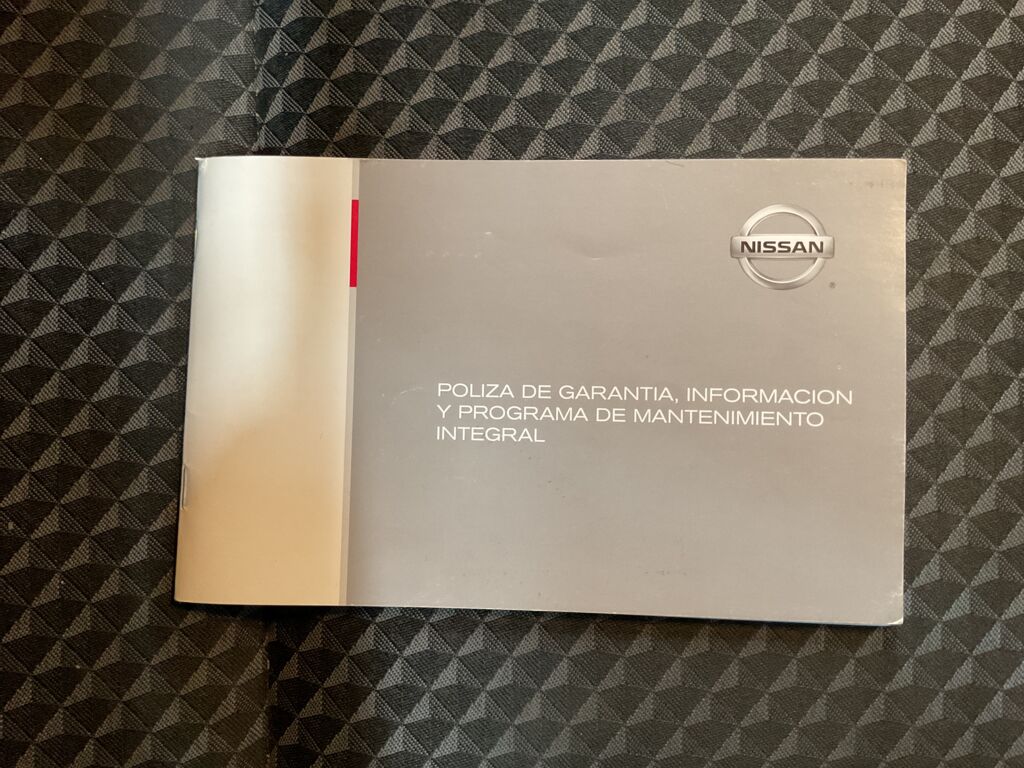 NISSAN
POLIZA DE GARANTIA, INFORMACION
Y PROGRAMA DE MANTENIMIENTO
INTEGRAL